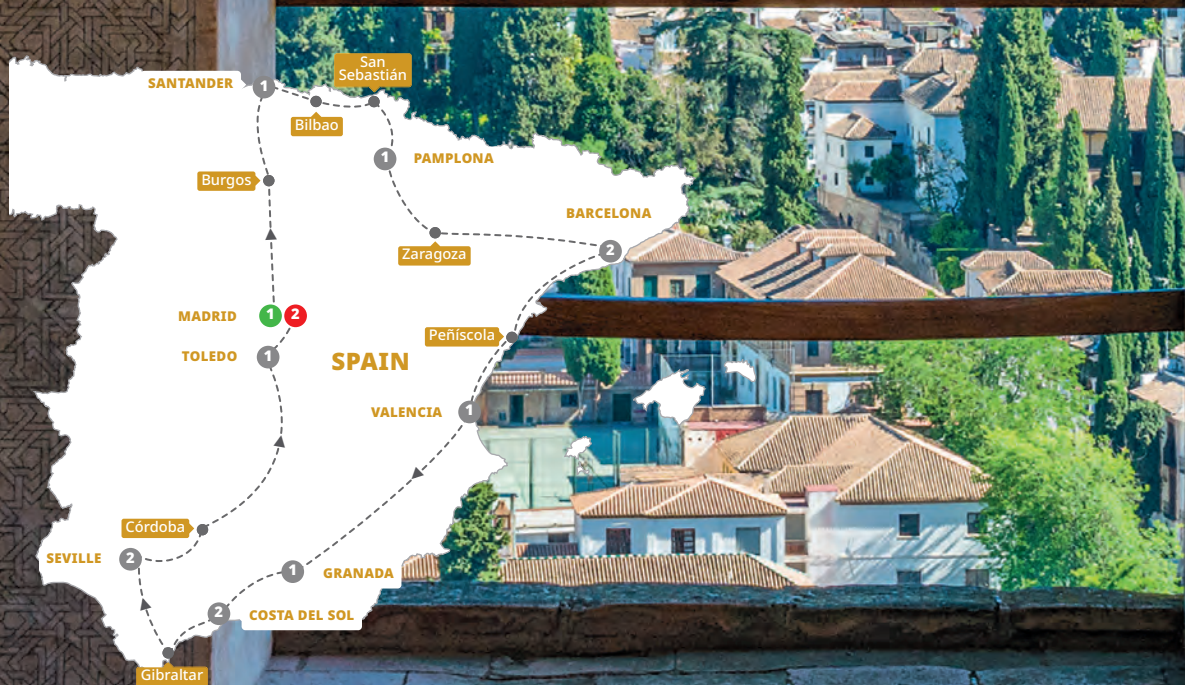 San
Sebastián
SANTANDER
1
Bilbao
1
PAMPLONA
Burgos
BARCELONA
Zaragoza
2
MADRID
1
2
Peñíscola
TOLEDO
1
SPAIN
VALENCIA
1
Córdoba
SEVILLE
2
1
GRANADA
2
COSTA DEL SOL
Gibraltar